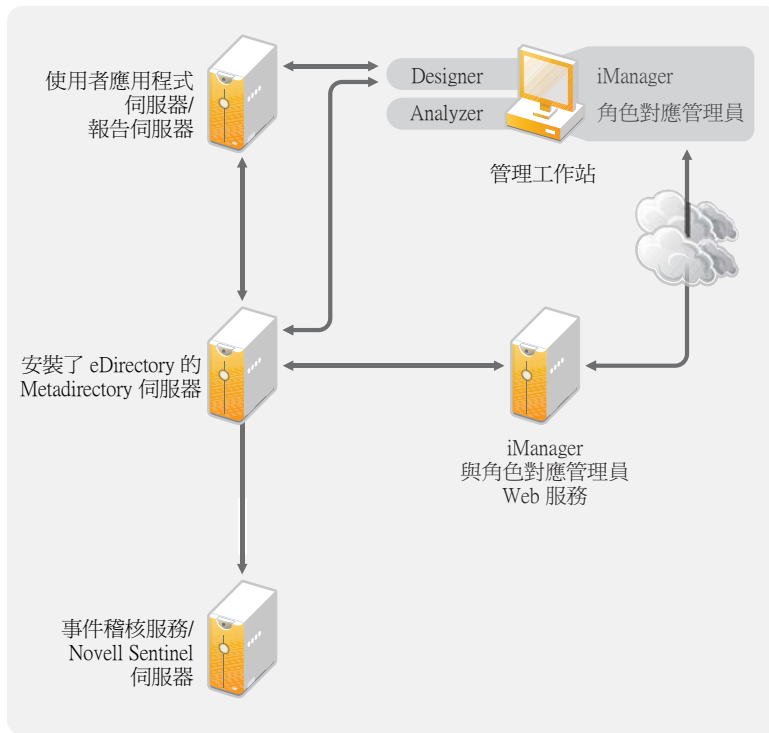 使用者應用程式
伺服器/
報告伺服器
Designer
Analyzer
iManager
角色對應管理員
管理工作站
安裝了 eDirectory 的
Metadirectory 伺服器
iManager
與角色對應管理員
Web 服務
事件稽核服務/
Novell Sentinel
伺服器